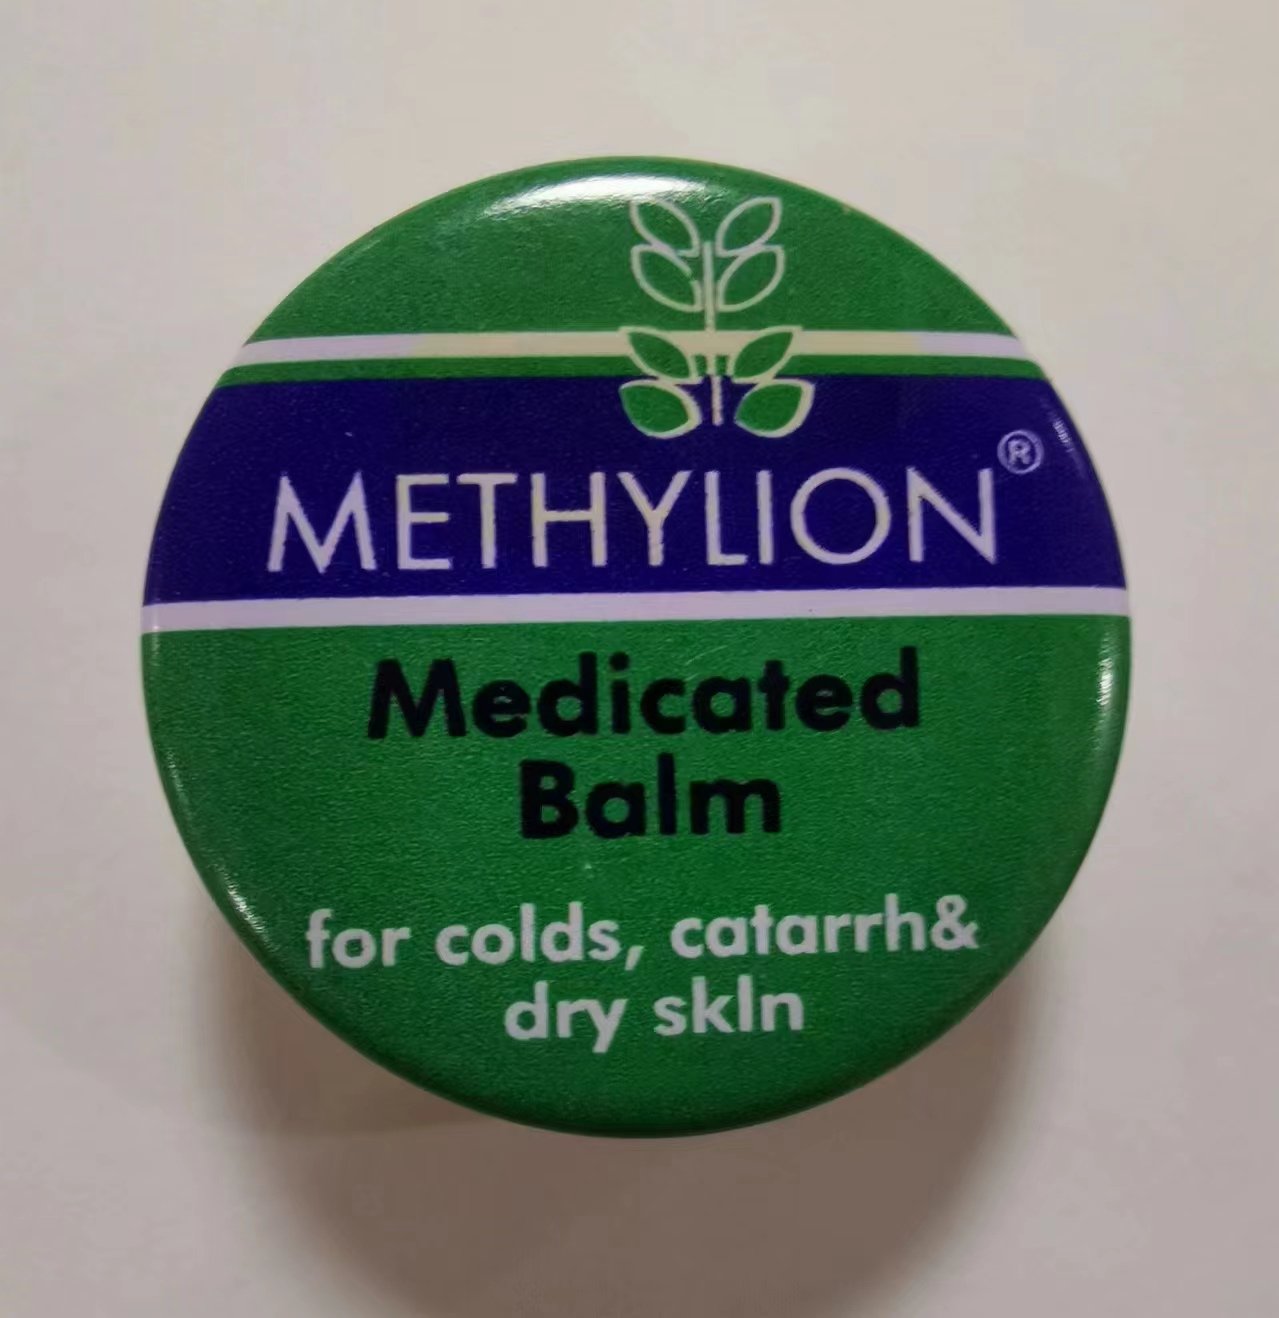 METHYLION®
Medicated
Balm
for colds, catarrh&
dry skln